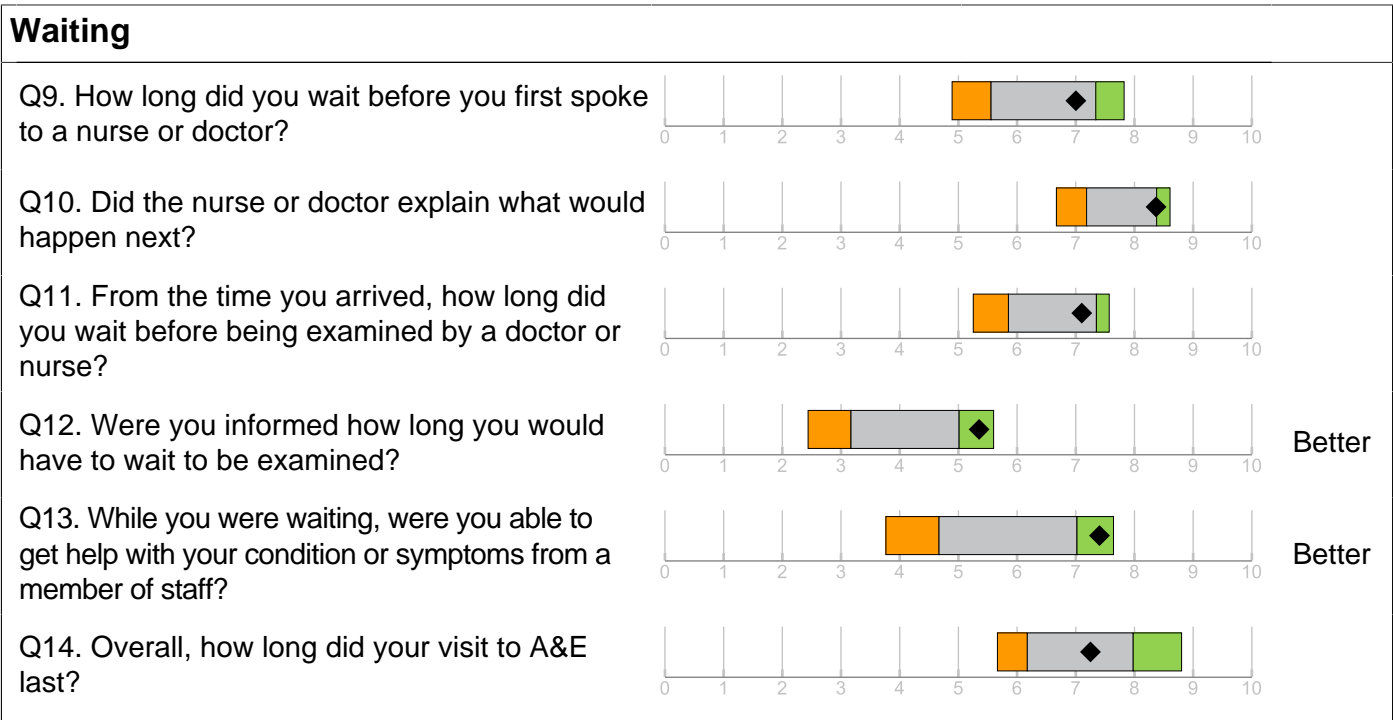 Waiting
Q9. How long did you wait before you first spoke
to a nurse or doctor?
0 1 2 3 4 5 6 7 8 9 10
Q10. Did the nurse or doctor explain what would
happen next?
0 1 2 3 4 5 6 7 8 9 10
Q11. From the time you arrived, how long did
you wait before being examined by a doctor or
nurse?
0 1 2 3 4 5 6 7 8 9 10
Q12. Were you informed how long you would
have to wait to be examined?
0 1 2 3 4 5 6 7 8 9 10
Better
Q13. While you were waiting, were you able to
get help with your condition or symptoms from a
member of staff?
0 1 2 3 4 5 6 7 8 9 10
Better
Q14. Overall, how long did your visit to A&E
last?
0 1 2 3 4 5 6 7 8 9 10